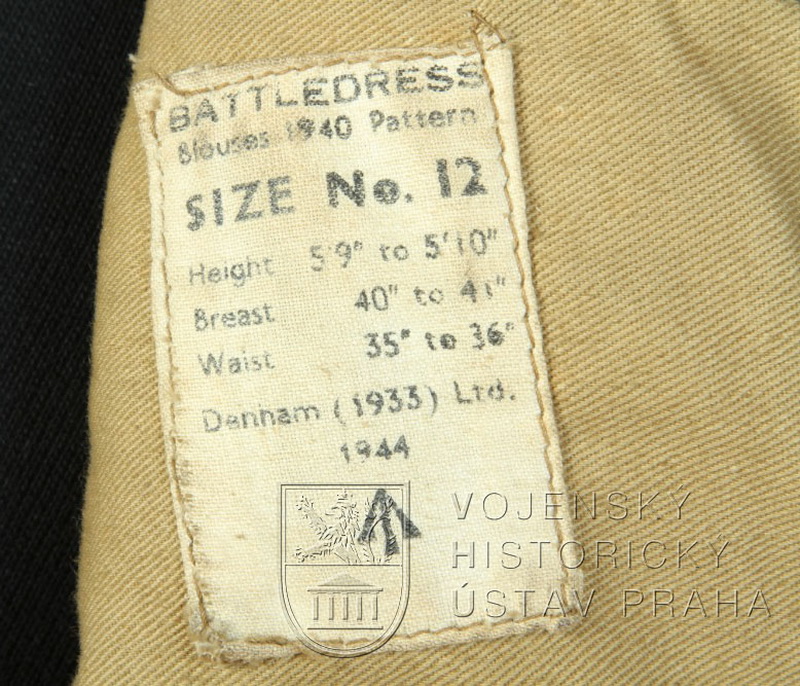 BATTLEDRESS
Blouses 1940 Pattern
SIZE No. 12
Height 5'9" to 5'10"
Breast 40" to 41"
Waist 35" to 36"
Denham (1933) Ltd.
1944
VOJENSKÝ
HISTORICKÝ
ÚSTAV PRAHA